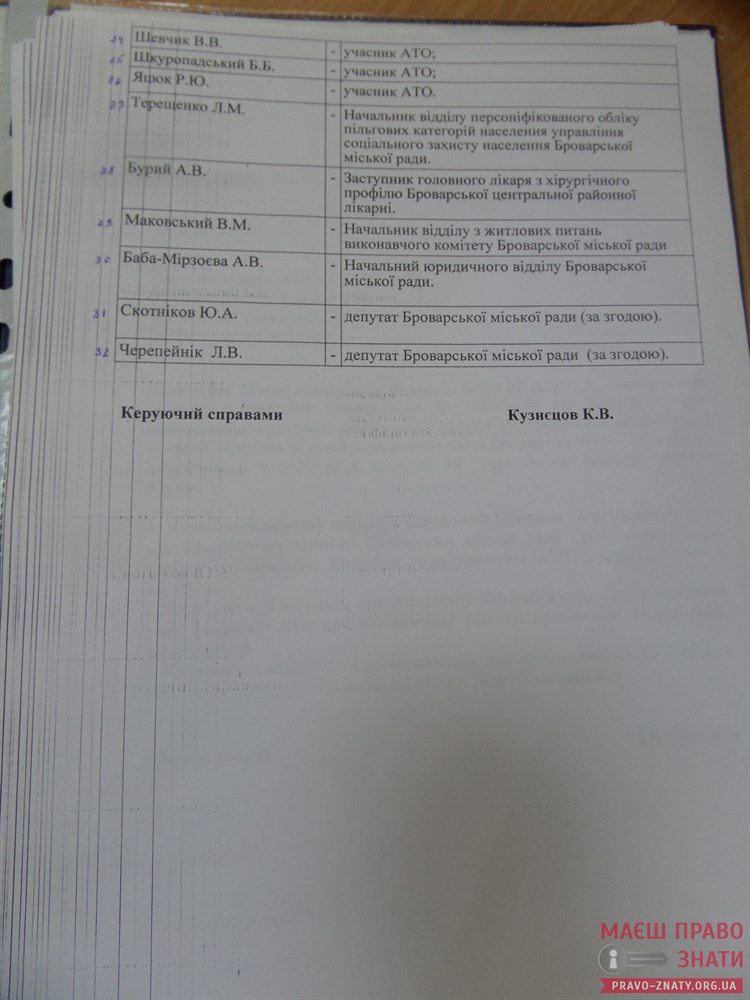 24 Шевчик В.В. - учасник АТО;
25 Шкуропадський Б.Б. - учасник АТО;
26 Яцюк Р.Ю. - учасник АТО.
27 Терещенко Л.М. - Начальник відділу персоніфікованого обліку
пільгових категорій населення управління
соціального захисту населення Броварської
міської ради.
28 Бурий А.В. - Заступник головного лікаря з хірургічного
профілю Броварської центральної районної
лікарні.
29 Маковський В.М. - Начальник відділу з житлових питань
виконавчого комітету Броварської міської ради
30 Баба-Мірзоєва А.В. - Начальний юридичного відділу Броварської
міської ради.
31 Скотніков Ю.А. - депутат Броварської міської ради (за згодою).
32 Черепейнік Л.В. - депутат Броварської міської ради (за згодою).
Керуючий справами Кузнєцов К.В.
МАЄШ ПРАВО
ЗНАТИ
PRAVO-ZNATY.ORG.UA